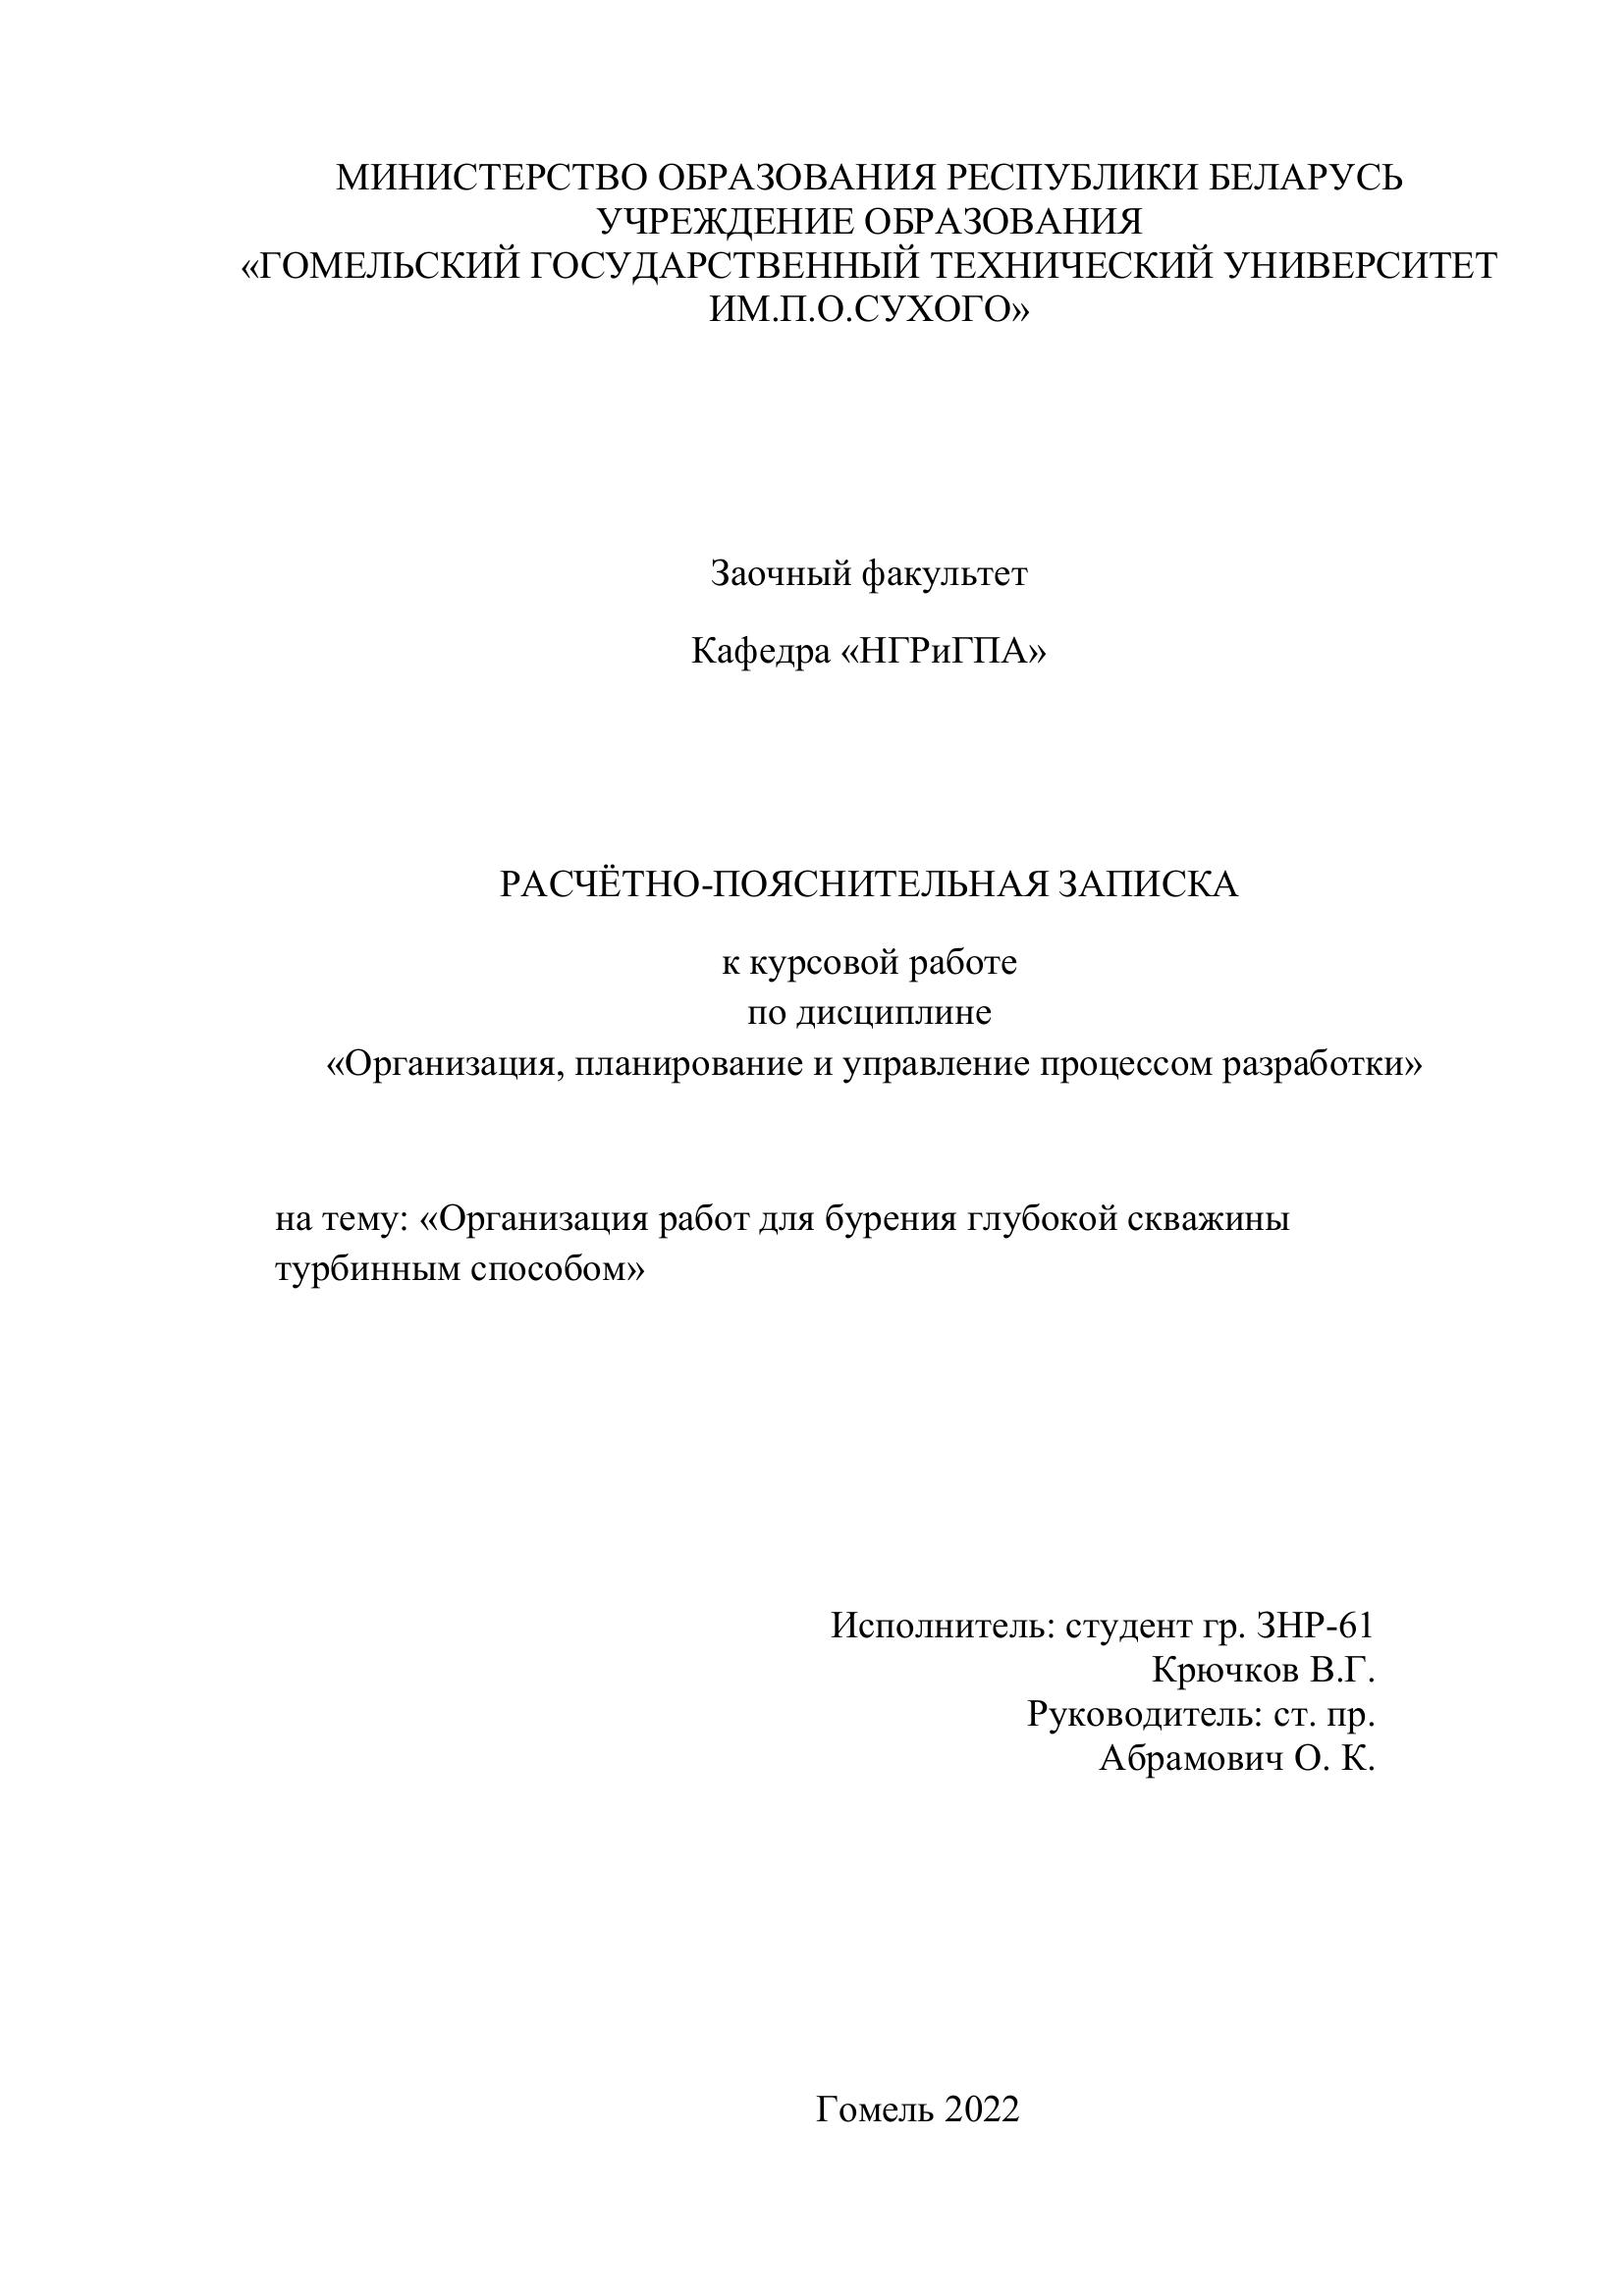 МИНИСТЕРСТВО ОБРАЗОВАНИЯ РЕСПУБЛИКИ БЕЛАРУСЬ
УЧРЕЖДЕНИЕ ОБРАЗОВАНИЯ
«ГОМЕЛЬСКИЙ ГОСУДАРСТВЕННЫЙ ТЕХНИЧЕСКИЙ УНИВЕРСИТЕТ
ИМ.П.О.СУХОГО»
Заочный факультет
Кафедра «НГРиГПА»
РАСЧЁТНО-ПОЯСНИТЕЛЬНАЯ ЗАПИСКА
к курсовой работе
по дисциплине
«Организация, планирование и управление процессом разработки»
на тему: «Организация работ для бурения глубокой скважины
турбинным способом»
Исполнитель: студент гр. ЗНР-61
Крючков В.Г.
Руководитель: ст. пр.
Абрамович О. К.
Гомель 2022